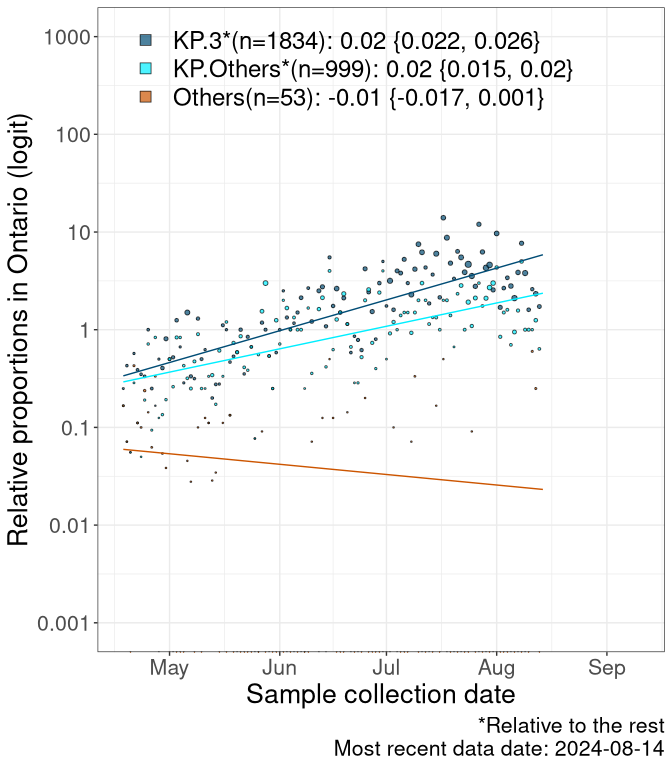 KP.3*(n=1834): 0.02 {0.022, 0.026}
KP.Others*(n=999): 0.02 {0.015, 0.02}
Others(n=53): -0.01 {-0.017, 0.001}
Relative proportions in Ontario (logit)
1000
100
10
1
0.1
0.01
0.001
May Jun Jul Aug Sep
Sample collection date
*Relative to the rest
Most recent data date: 2024-08-14